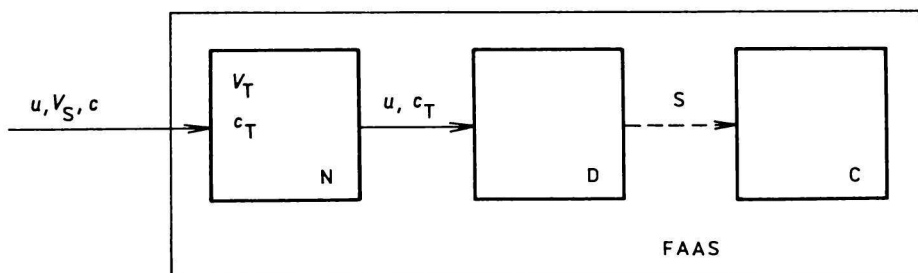 V_T
u, V_S, c
c_T
u, c_T
S
N
D
C
FAAS